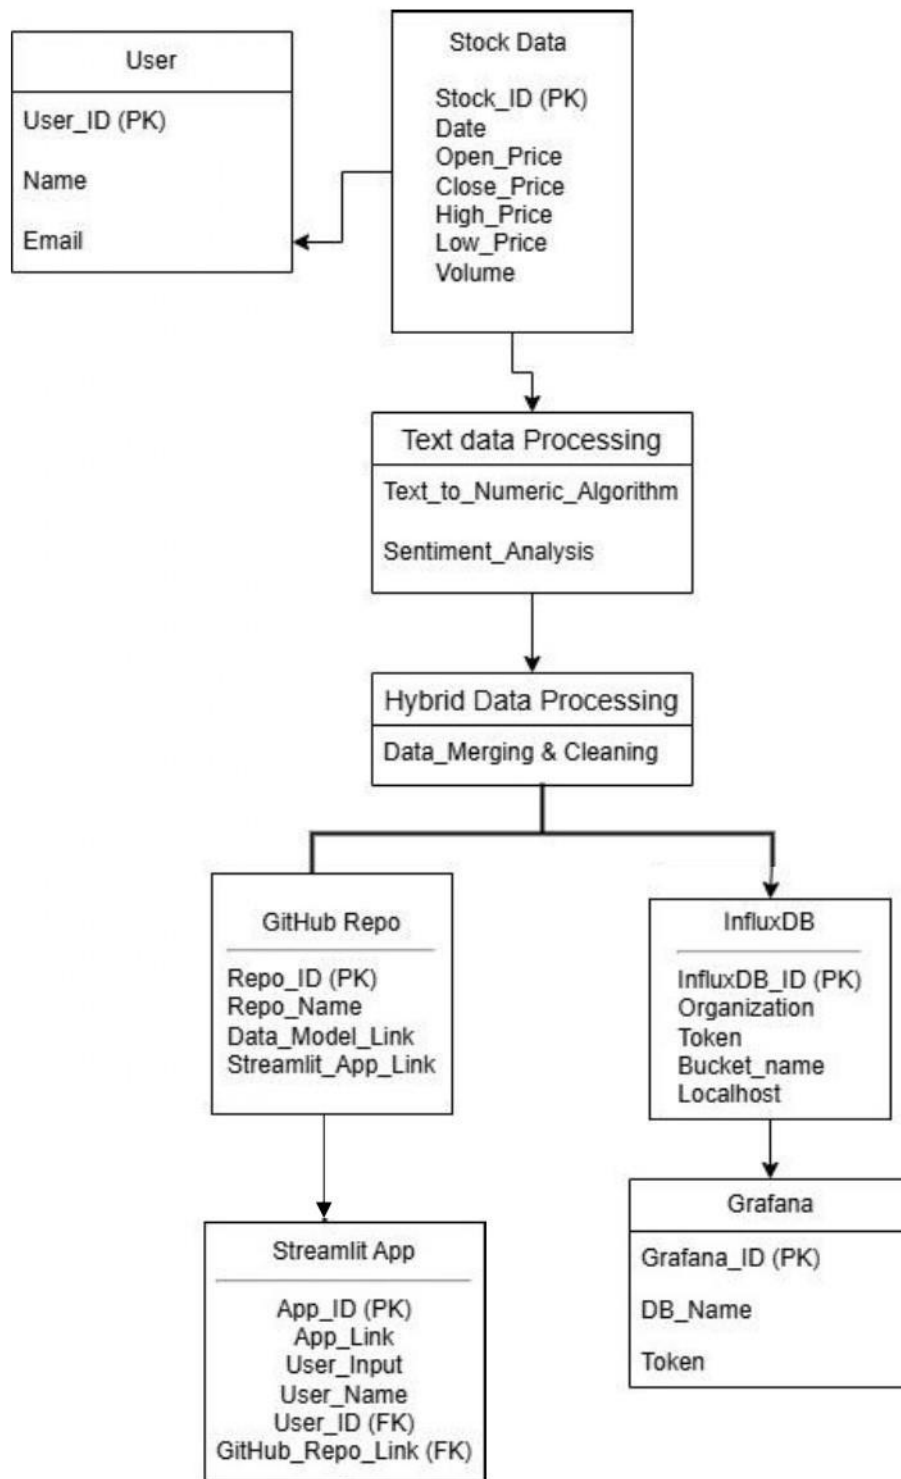 User
User_ID (PK)
Name
Email
Stock Data
Stock_ID (PK)
Date
Open_Price
Close_Price
High_Price
Low_Price
Volume
Text data Processing
Text_to_Numeric_Algorithm
Sentiment_Analysis
Hybrid Data Processing
Data_Merging & Cleaning
GitHub Repo
Repo_ID (PK)
Repo_Name
Data_Model_Link
Streamlit_App_Link
InfluxDB
InfluxDB_ID (PK)
Organization
Token
Bucket_name
Localhost
Streamlit App
App_ID (PK)
App_Link
User_Input
User_Name
User_ID (FK)
GitHub_Repo_Link (FK)
Grafana
Grafana_ID (PK)
DB_Name
Token